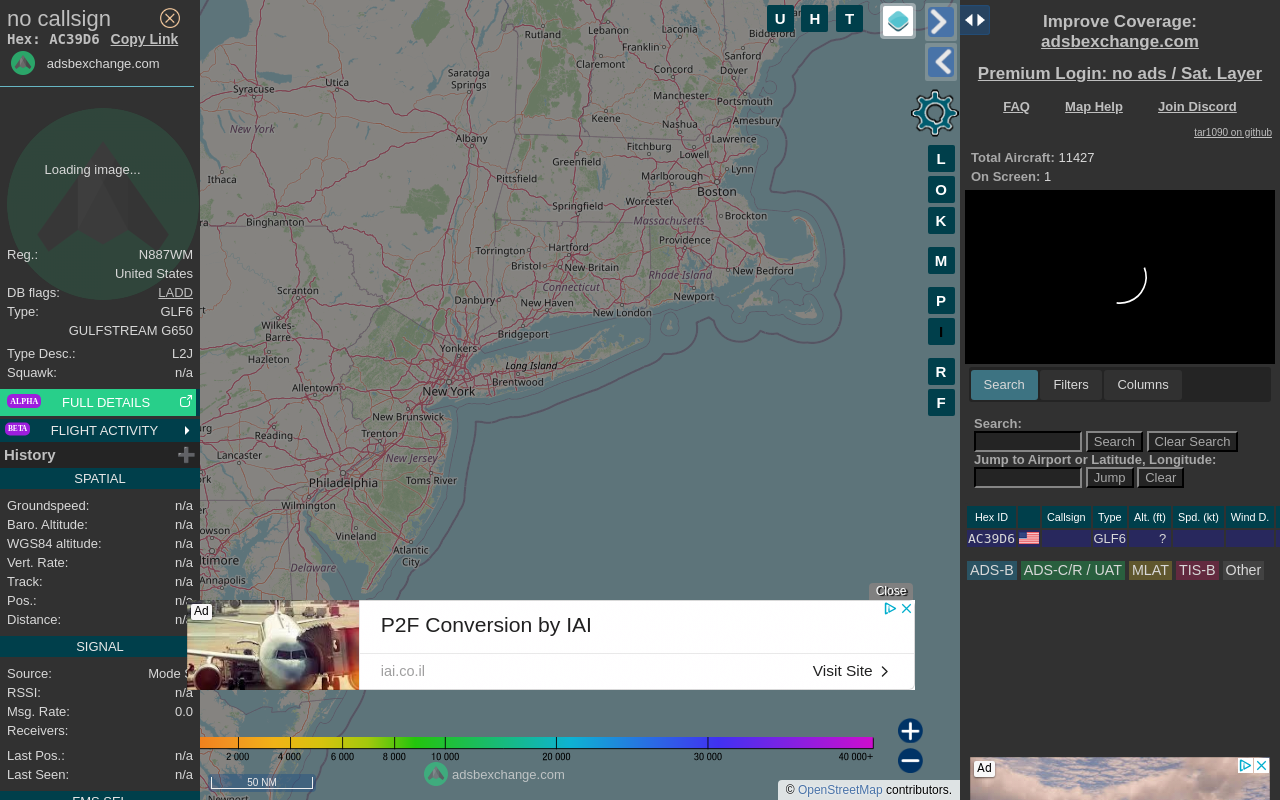 no callsign
Hex: AC39D6 Copy Link
adsbexchange.com
Loading image...
Reg.: N887WM
United States
DB flags: LADD
Type: GLF6
GULFSTREAM G650
Type Desc.: L2J
Squawk: n/a
ALPHA FULL DETAILS
BETA FLIGHT ACTIVITY
History
SPATIAL
Groundspeed: n/a
Baro. Altitude: n/a
WGS84 altitude: n/a
Vert. Rate: n/a
Track: n/a
Pos.: n/a
Distance: n/
SIGNAL
Source: Mode S
RSSI: n/a
Msg. Rate: 0.0
Receivers:
Last Pos.: n/a
Last Seen: n/a
FMS SEL
U H T
L
O
K
M
P
I
R
F
Rutland
Lebanon
Laconia
Biddeford
Franklin
Sanford
Claremont
Concord
Dover
Saratoga
Springs
Utica
Syracuse
Manchester
Portsmouth
Keene
Nashua
Amesbury
New York
Albany
Lawrence
Fitchburg
Lowell
Greenfield
Lynn
Ithaca
Pittsfield
Marlborough
Boston
Worcester
Springfield
Massachusetts
Brockton
Binghamton
Hartford
Providence
Torrington
Bristol
New Britain
New Bedford
Rhode Island
Connecticut
Scranton
Danbury
New Haven
Newport
New London
Wilkes-
Barre
Bridgeport
Hazleton
Yonkers
Long Island
Brentwood
Allentown
New York
New Brunswick
Reading
Trenton
Lancaster
New Jersey
Philadelphia
Toms River
Wilmington
Vineland
Atlantic
City
Annapolis
Delaware
Close
Ad
P2F Conversion by IAI
iai.co.il
Visit Site
2 000 4 000 6 000 8 000 10 000 20 000 30 000 40 000+
adsbexchange.com
50 NM
Newport
© OpenStreetMap contributors.
Improve Coverage:
adsbexchange.com
Premium Login: no ads / Sat. Layer
FAQ Map Help Join Discord
tar1090 on github
Total Aircraft: 11427
On Screen: 1
Search Filters Columns
Search:
Search Clear Search
Jump to Airport or Latitude, Longitude:
Jump Clear
Hex ID Callsign Type Alt. (ft) Spd. (kt) Wind D.
AC39D6 GLF6 ?
ADS-B ADS-C/R / UAT MLAT TIS-B Other
Ad